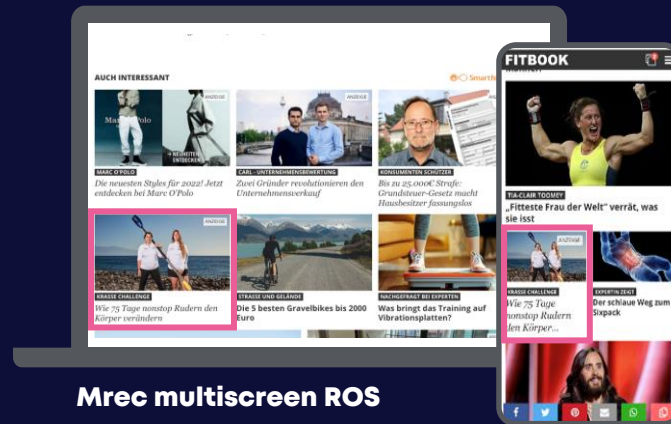 AUCH INTERESSANT
ANZEIGE
ANZEIGE
MARC O'POLO
Die neuesten Styles für 2022! Jetzt
entdecken bei Marc O'Polo
CARL - UNTERNEHMENSBEWERTUNG
Zwei Gründer revolutionieren den
Unternehmensverkauf
KONSUMENTEN SCHÜTZER
Bis zu 25.000€ Strafe:
Grundsteuer-Gesetz macht
Hausbesitzer fassungslos
ANZEIGE
KRASSE CHALLENGE
Wie 75 Tage nonstop Rudern den
Körper verändern
STRASSE UND GELÄNDE
Die 5 besten Gravelbikes bis 2000
Euro
NACHGEFRAGT BEI EXPERTEN
Was bringt das Training auf
Vibrationsplatten?
FITBOOK
TIA-CLAIR TOOMEY
„Fitteste Frau der Welt" verrät, was
sie isst
ANZEIGE
KRASSE CHALLENGE
Wie 75 Tage
nonstop Rudern
den Körper...
EXPERTIN ZEIGT
Der schlaue Weg zum
Sixpack
Mrec multiscreen ROS